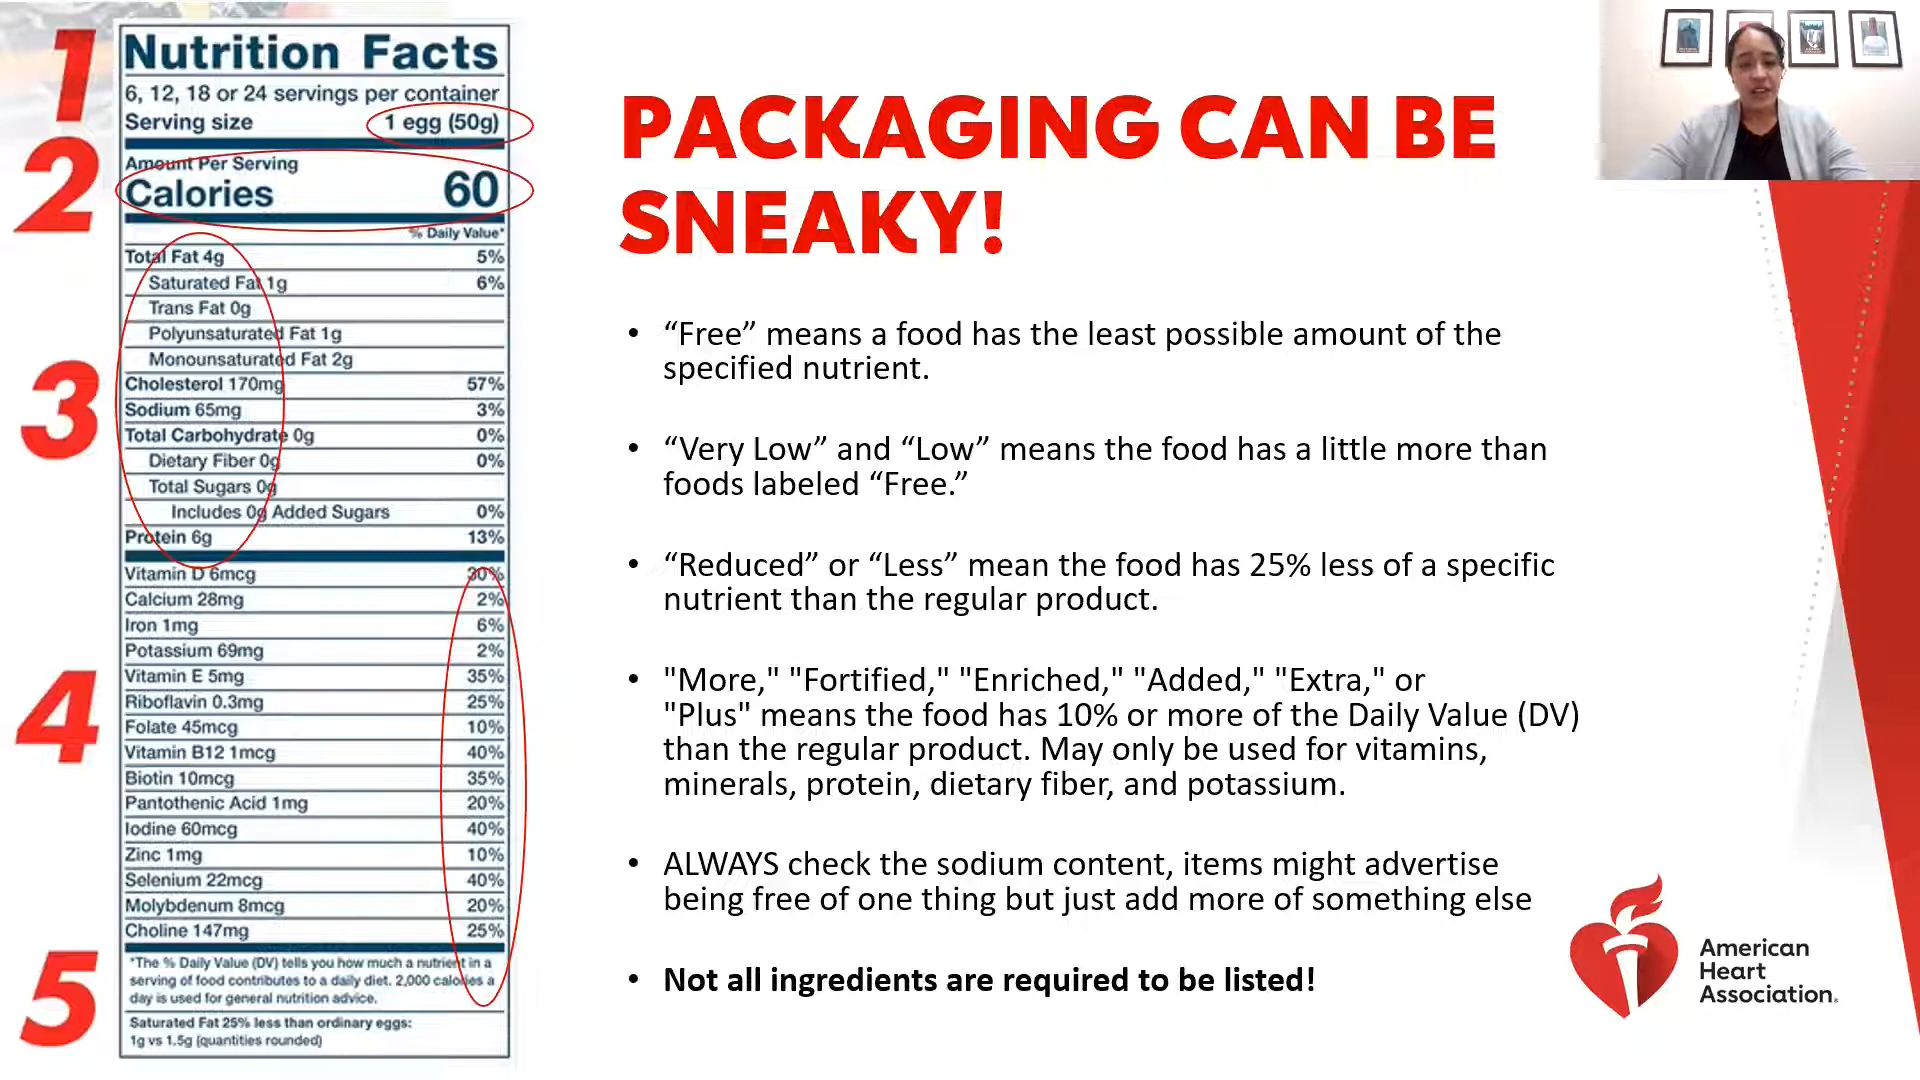 1
Nutrition Facts
6, 12, 18 or 24 servings per container
Serving size 1 egg (50g)
2
Amount Per Serving
Calories 60
% Daily Value*
Total Fat 4g 5%
Saturated Fat 1g 6%
Trans Fat 0g
Polyunsaturated Fat 1g
Monounsaturated Fat 2g
3
Cholesterol 170mg 57%
Sodium 65mg 3%
Total Carbohydrate 0g 0%
Dietary Fiber 0g 0%
Total Sugars 0g
Includes 0g Added Sugars 0%
Protein 6g 13%
Vitamin D 6mcg 30%
Calcium 28mg 2%
Iron 1mg 6%
Potassium 69mg 2%
4
Vitamin E 5mg 35%
Riboflavin 0.3mg 25%
Folate 45mcg 10%
Vitamin B12 1mcg 40%
Biotin 10mcg 35%
Pantothenic Acid 1mg 20%
Iodine 60mcg 40%
Zinc 1mg 10%
Selenium 22mcg 40%
Molybdenum 8mcg 20%
Choline 147mg 25%
5
*The % Daily Value (DV) tells you how much a nutrient in a
serving of food contributes to a daily diet. 2,000 calories a
day is used for general nutrition advice.
Saturated Fat 25% less than ordinary eggs:
1g vs 1.5g (quantities rounded)
PACKAGING CAN BE
SNEAKY!
• “Free” means a food has the least possible amount of the
specified nutrient.
• “Very Low” and “Low” means the food has a little more than
foods labeled “Free.”
• “Reduced” or “Less” mean the food has 25% less of a specific
nutrient than the regular product.
• "More," "Fortified," "Enriched," "Added," "Extra," or
"Plus" means the food has 10% or more of the Daily Value (DV)
than the regular product. May only be used for vitamins,
minerals, protein, dietary fiber, and potassium.
• ALWAYS check the sodium content, items might advertise
being free of one thing but just add more of something else
• Not all ingredients are required to be listed!
American
Heart
Association.